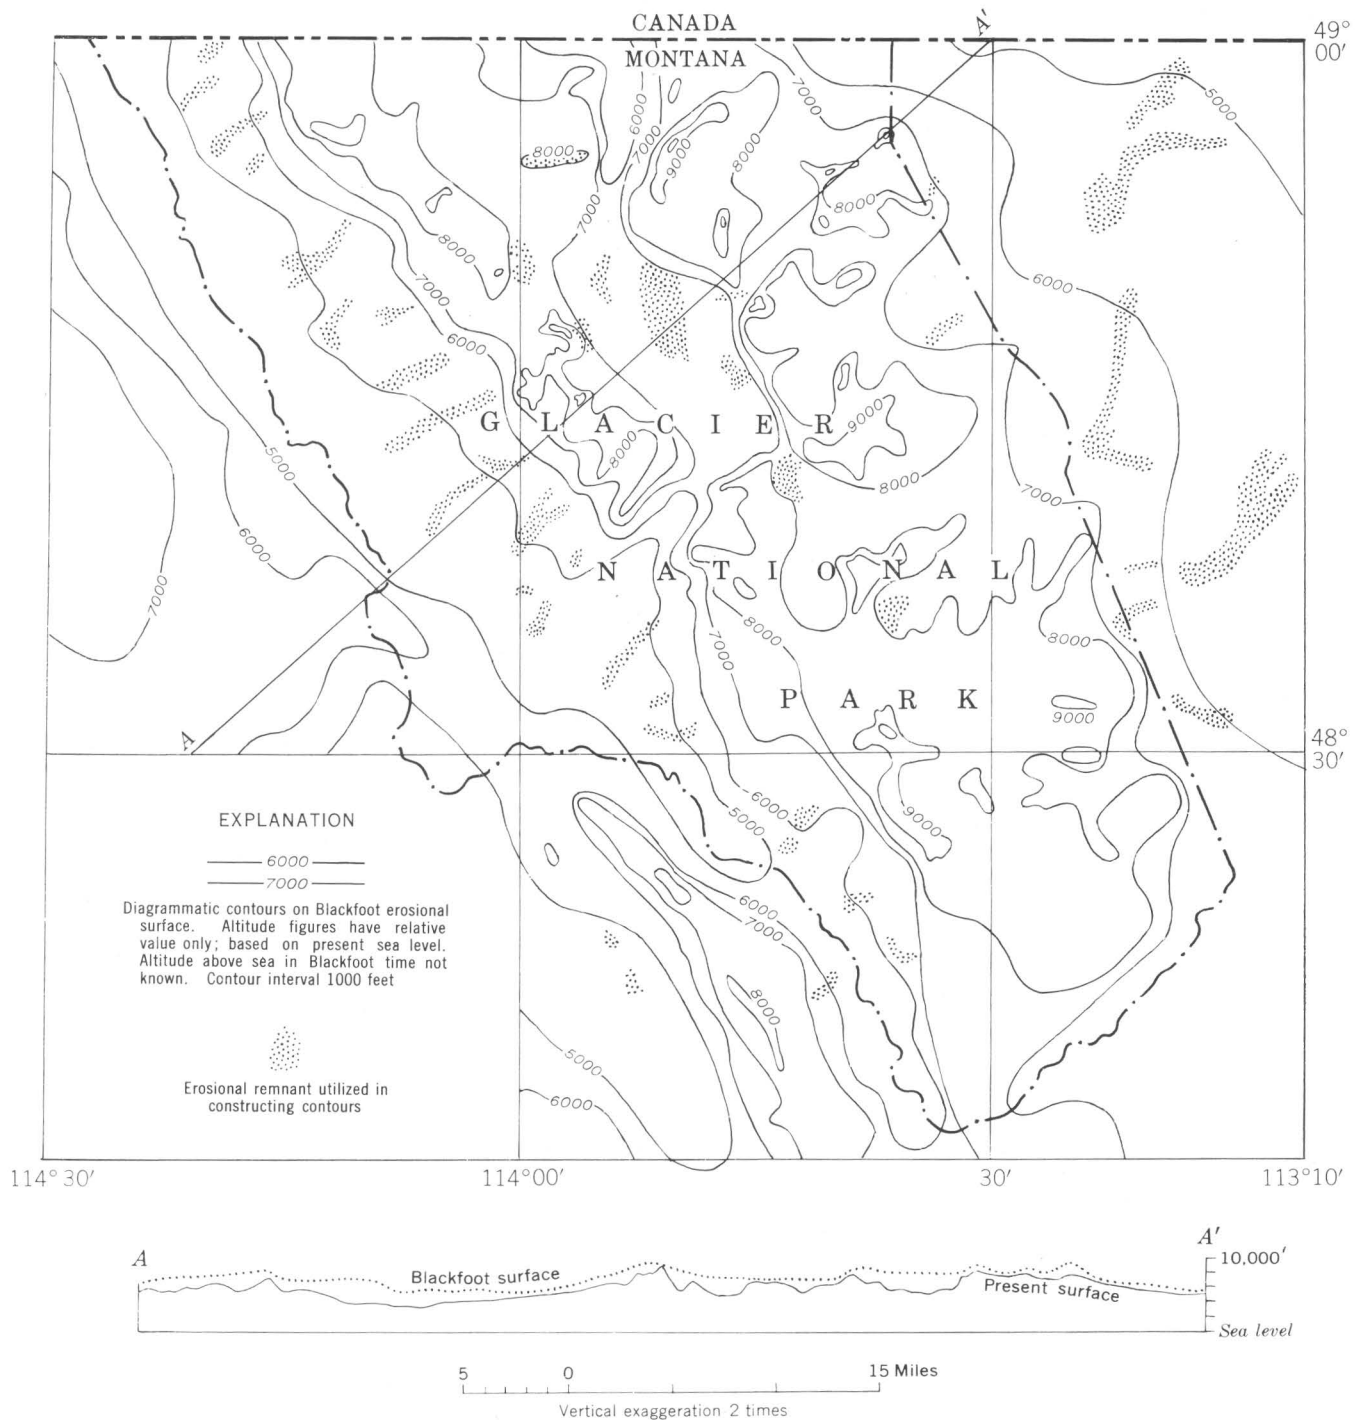 CANADA
MONTANA
A'
49°
00'
5000
7000
6000
7000
9000
8000
8000
7000
8000
8000
7000
6000
6000
G L A C I E R
9000
8000
8000
5000
7000
6000
7000
N A T I O N A L
8000
7000
8000
P A R K
9000
A
48°
30'
6000
5000
9000
EXPLANATION
6000
7000
Diagrammatic contours on Blackfoot erosional
surface. Altitude figures have relative
value only; based on present sea level.
Altitude above sea in Blackfoot time not
known. Contour interval 1000 feet
6000
7000
8000
5000
6000
Erosional remnant utilized in
constructing contours
114°30'
114°00'
30'
113°10'
A
A'
10,000'
Blackfoot surface
Present surface
Sea level
5 0 15 Miles
Vertical exaggeration 2 times